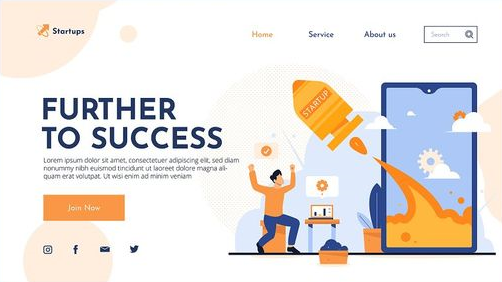 Startups
Home
Service
About us
Search
FURTHER
TO SUCCESS
Lorem ipsum dolor sit amet, consectetuer adipiscing elit, sed diam
nonummy nibh euismod tincidunt ut laoreet dolore magna ali-
quam erat volutpat. Ut wisi enim ad minim veniam
Join Now
STARTUP